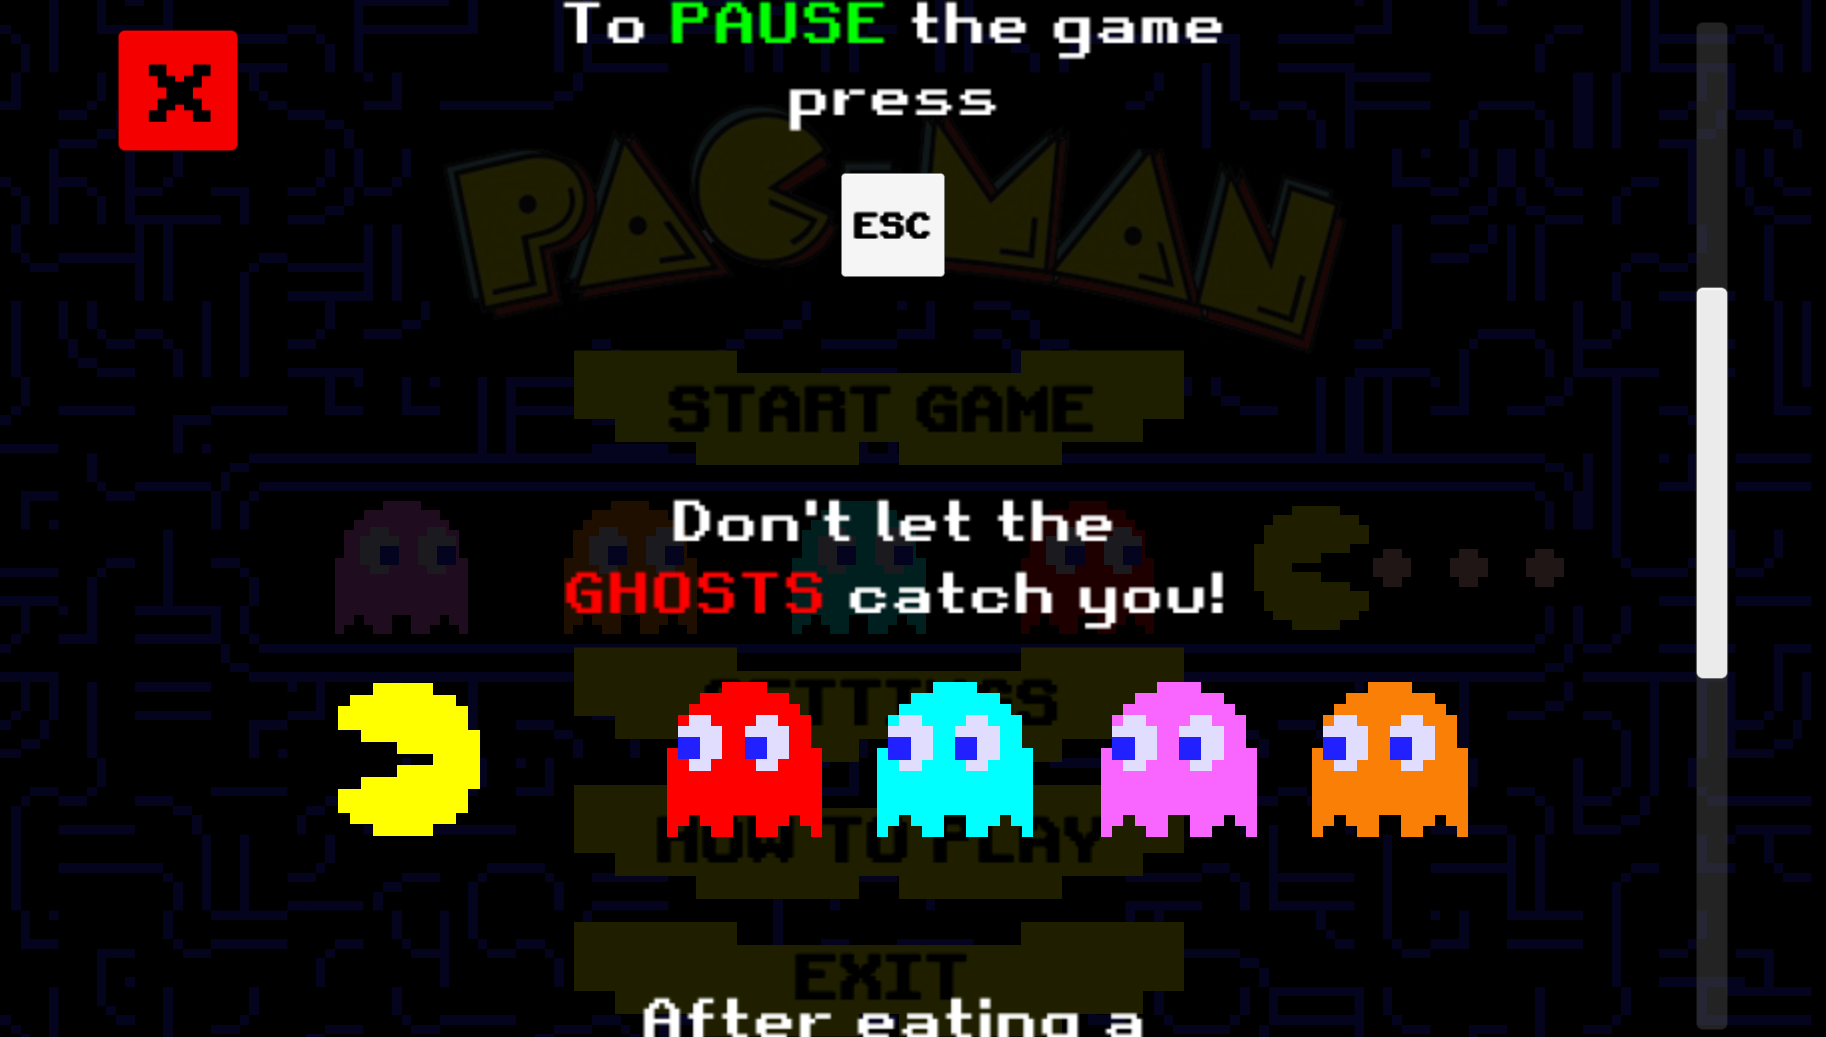 To PAUSE the game
press
PAC-MAN
ESC
START GAME
Don't let the
GHOSTS catch you!
SETTINGS
HOW TO PLAY
EXIT
After eating a